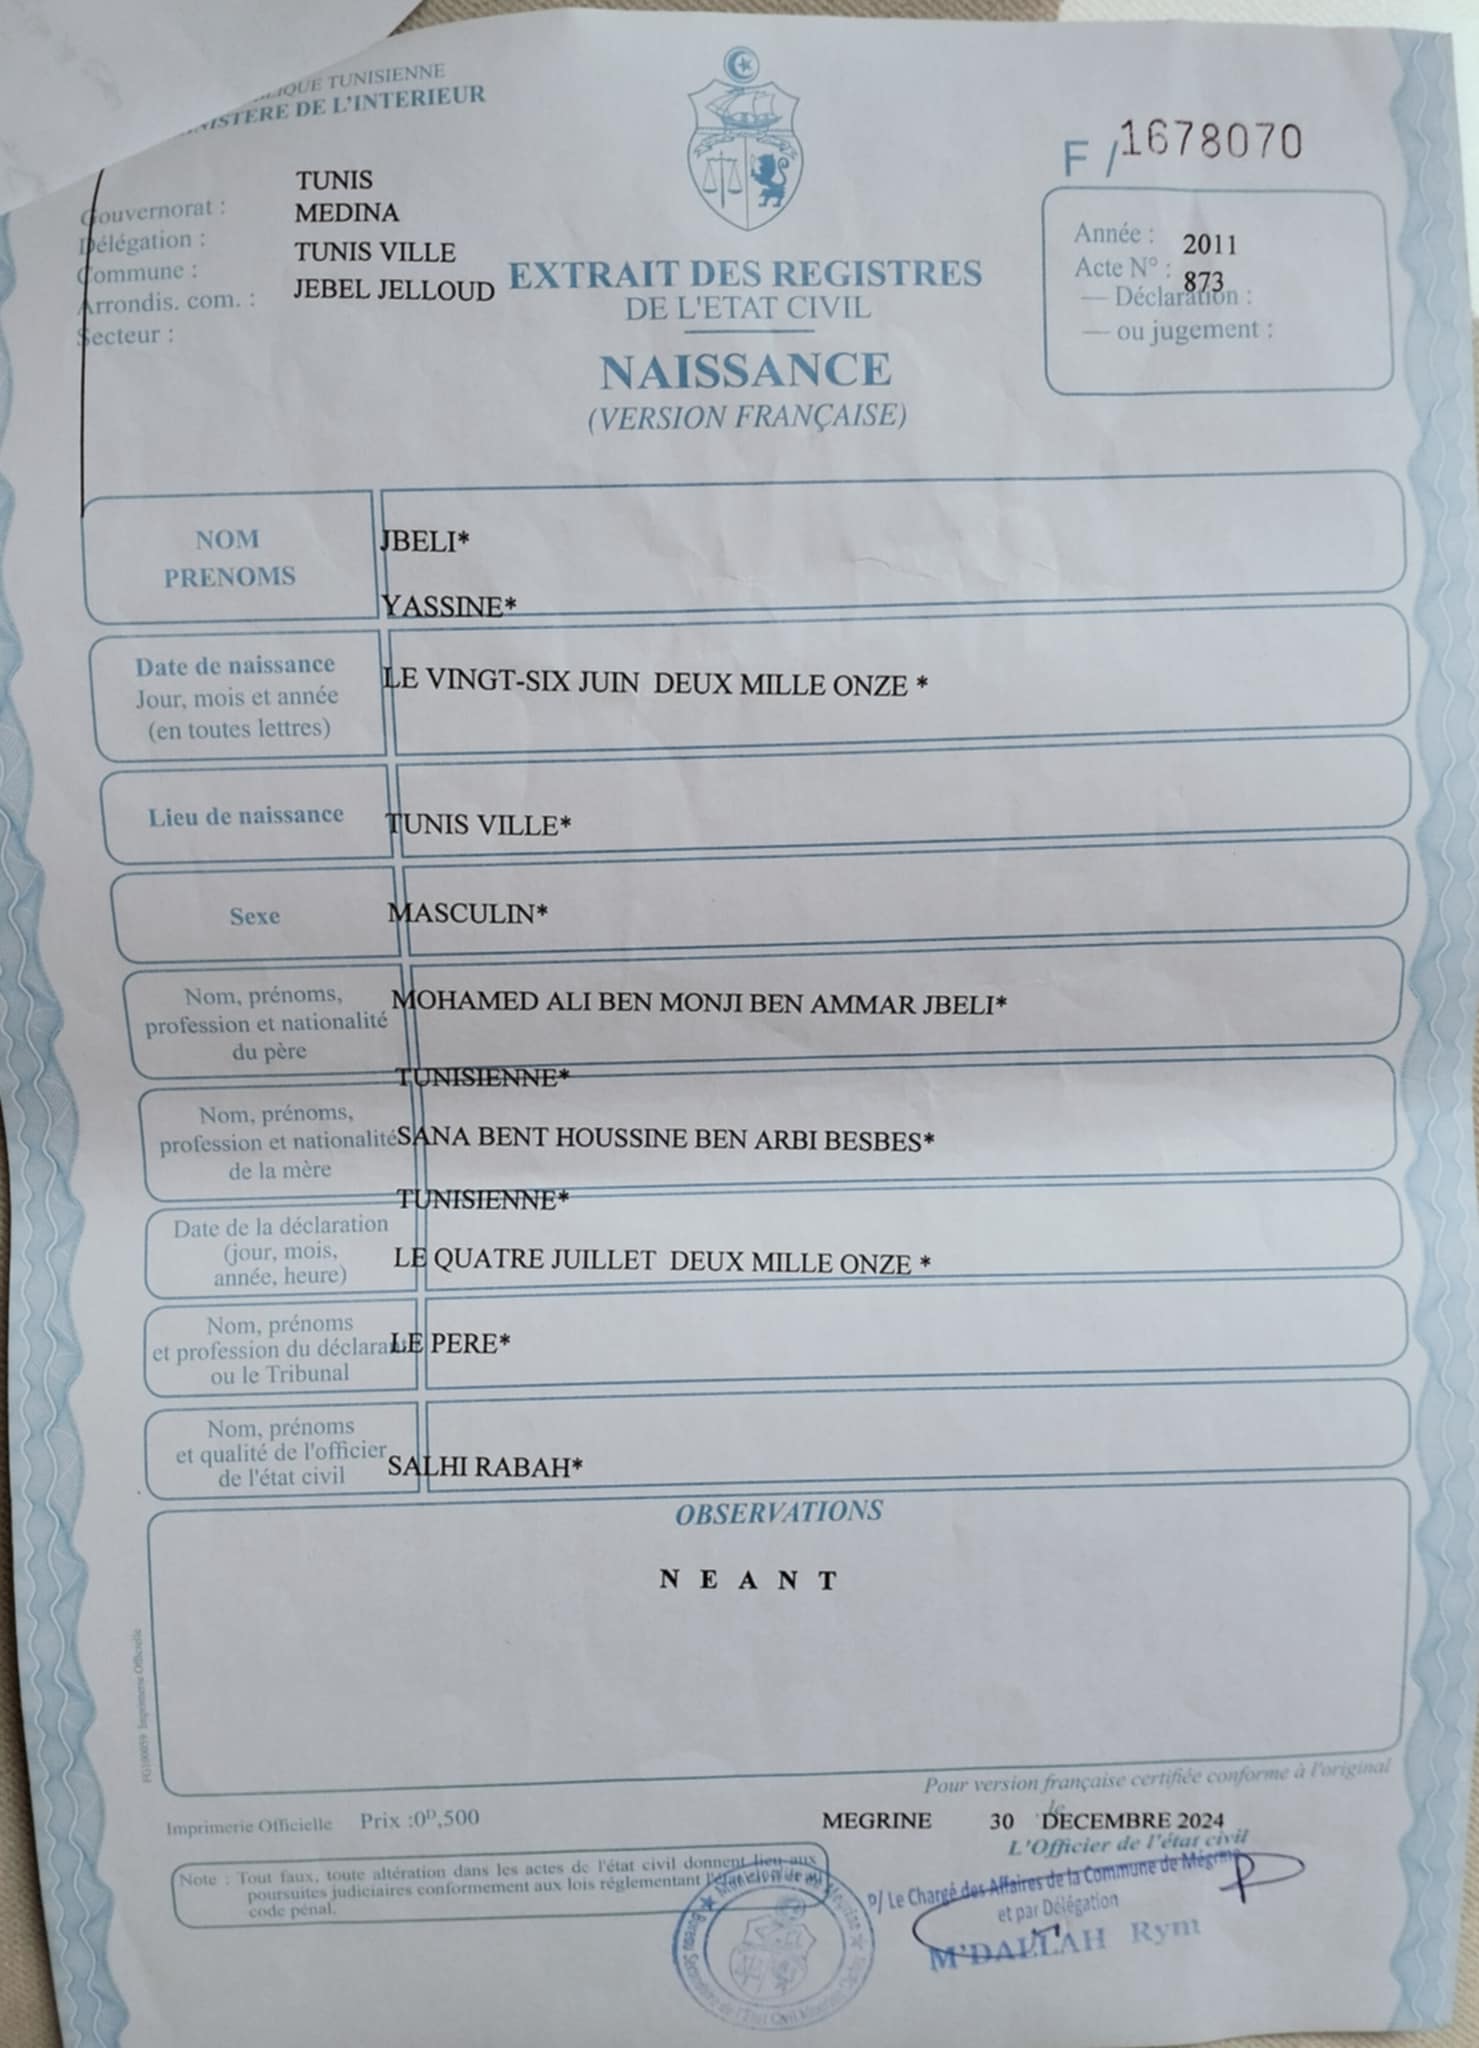 TUNISIENNE
DE L'INTERIEUR
F / 1678070
Gouvernorat : TUNIS
Délégation : MEDINA
Commune : TUNIS VILLE
Arrondis. com. : JEBEL JELLOUD
Secteur :
EXTRAIT DES REGISTRES
DE L'ETAT CIVIL
NAISSANCE
(VERSION FRANÇAISE)
Année : 2011
Acte N° : 873
— Déclaration :
— ou jugement :
NOM
PRENOMS
JBELI*
YASSINE*
Date de naissance
Jour, mois et année
(en toutes lettres)
LE VINGT-SIX JUIN DEUX MILLE ONZE *
Lieu de naissance
TUNIS VILLE*
Sexe
MASCULIN*
Nom, prénoms,
profession et nationalité
du père
MOHAMED ALI BEN MONJI BEN AMMAR JBELI*
TUNISIENNE*
Nom, prénoms,
profession et nationalité
de la mère
SANA BENT HOUSSINE BEN ARBI BESBES*
TUNISIENNE*
Date de la déclaration
(jour, mois,
année, heure)
LE QUATRE JUILLET DEUX MILLE ONZE *
Nom, prénoms
et profession du déclarant
ou le Tribunal
LE PERE*
Nom, prénoms
et qualité de l'officier
de l'état civil
SALHI RABAH*
OBSERVATIONS
N E A N T
FG100059 Imprimerie Officielle
Pour version française certifiée conforme à l'original
Imprimerie Officielle Prix :0D,500
MEGRINE le 30 DECEMBRE 2024
L'Officier de l'état civil
Note : Tout faux, toute altération dans les actes de l'état civil donnent lieu aux
poursuites judiciaires conformement aux lois réglementant
code pénal.
p/ Le Chargé des Affaires de la Commune de Mégrine
et par Délégation
M'DALLAH Rym